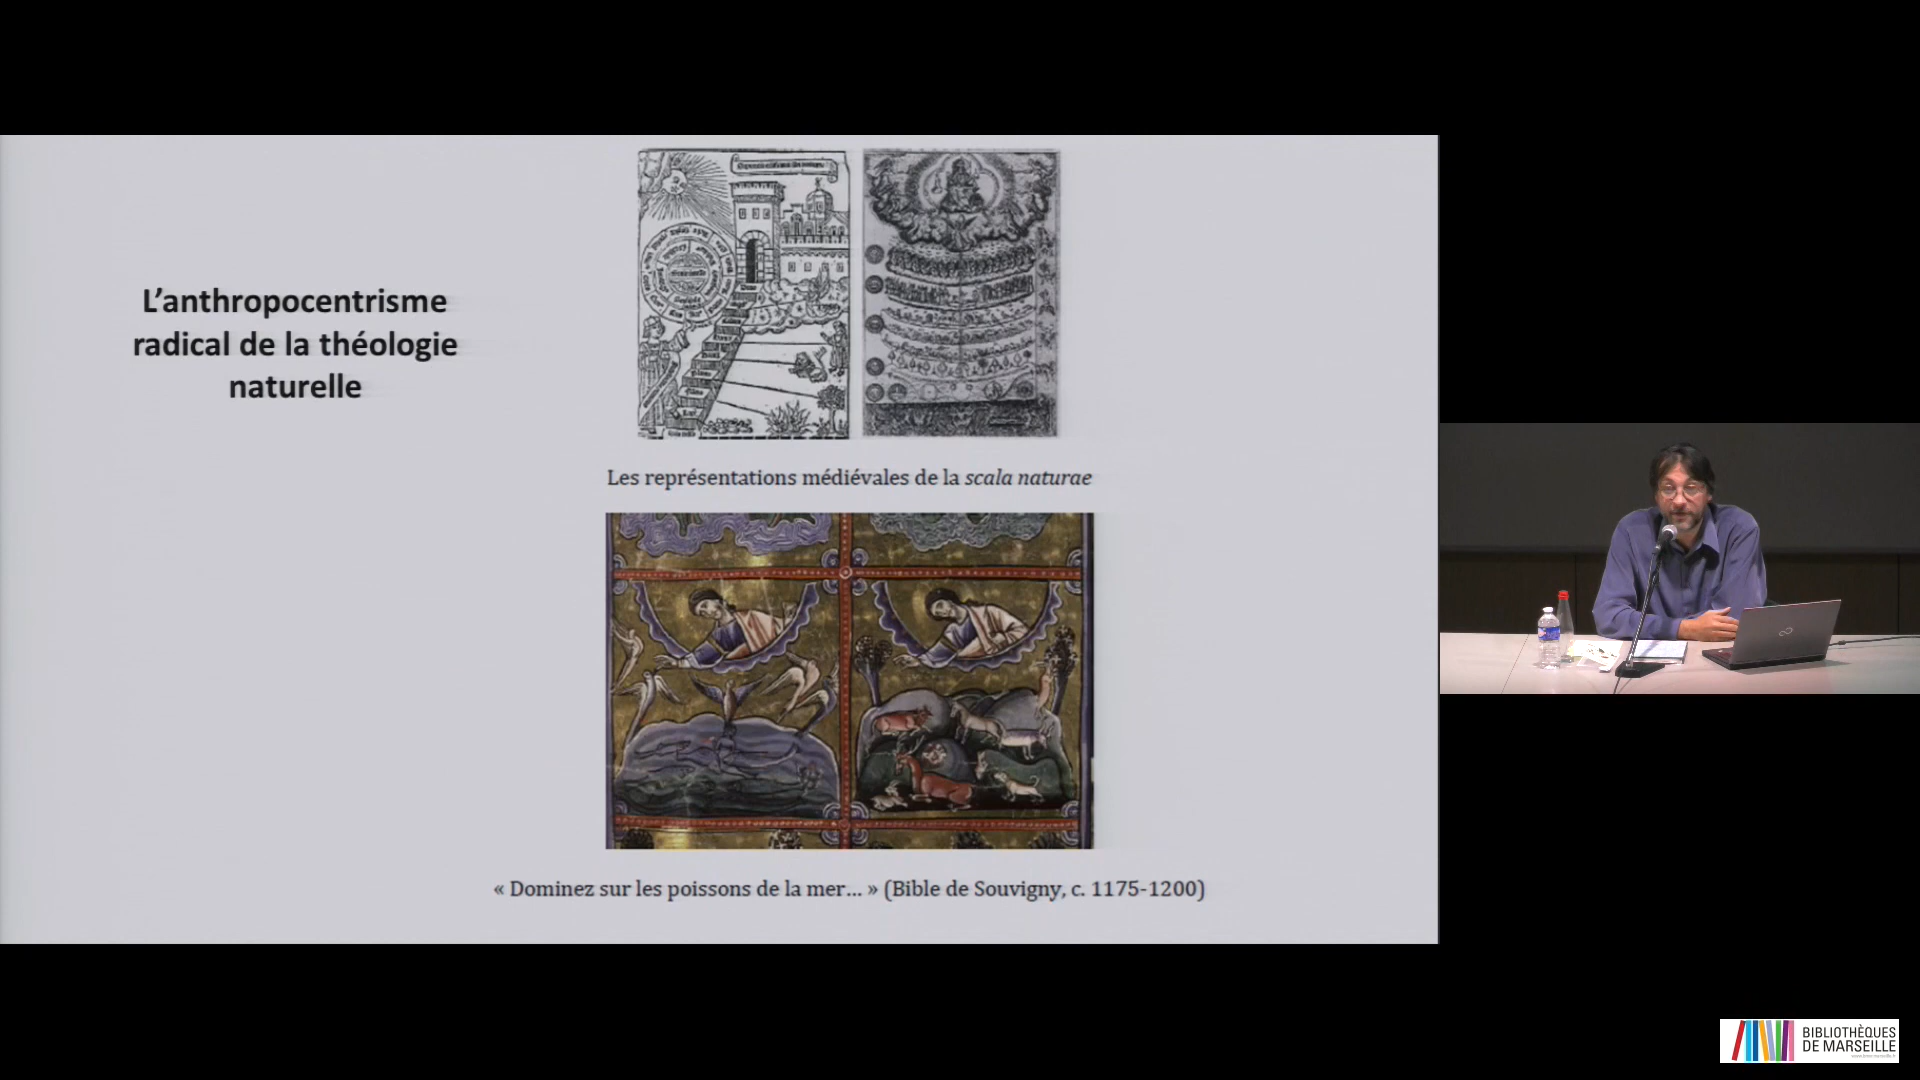 L’anthropocentrisme
radical de la théologie
naturelle
Les représentations médiévales de la scala naturae
« Dominez sur les poissons de la mer... » (Bible de Souvigny, c. 1175-1200)
BIBLIOTHÈQUES
DE MARSEILLE